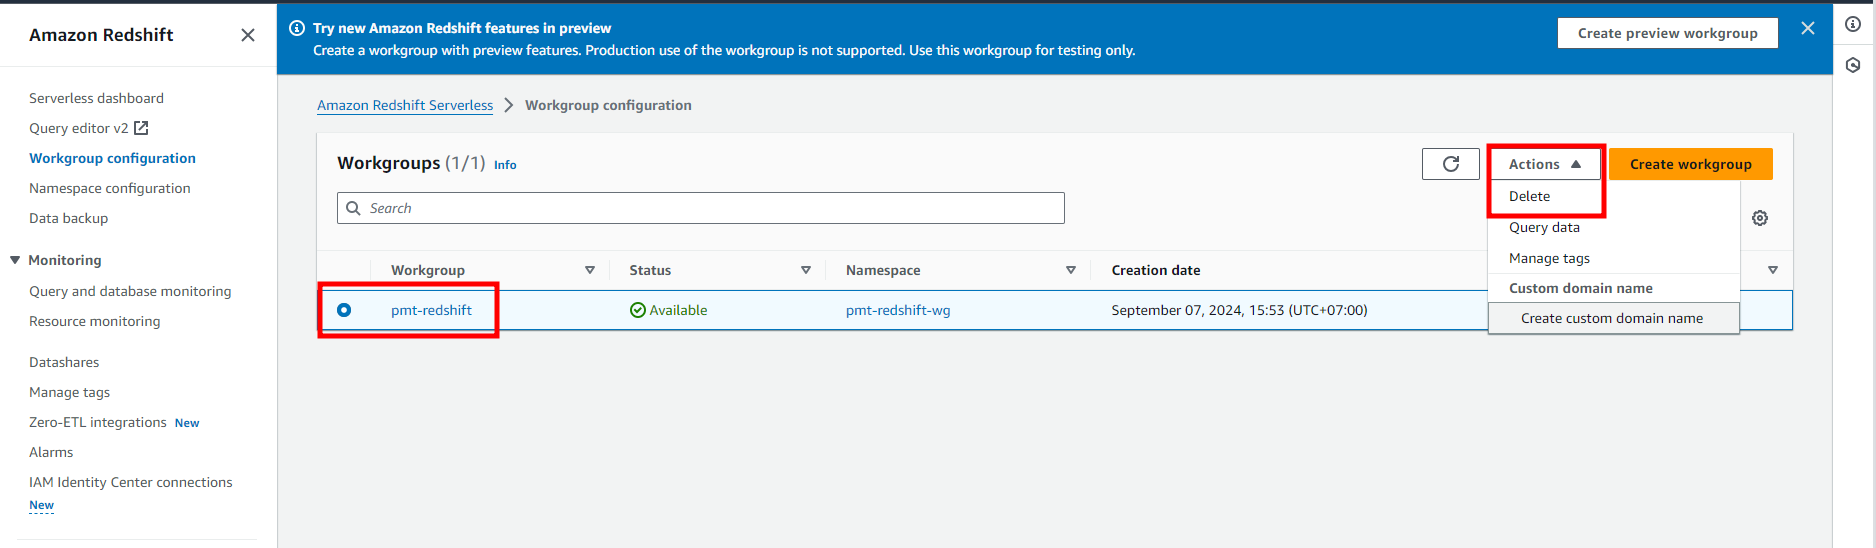 Amazon Redshift
Serverless dashboard
Query editor v2
Workgroup configuration
Namespace configuration
Data backup
Monitoring
Query and database monitoring
Resource monitoring
Datashares
Manage tags
Zero-ETL integrations New
Alarms
IAM Identity Center connections
New
Try new Amazon Redshift features in preview
Create a workgroup with preview features. Production use of the workgroup is not supported. Use this workgroup for testing only.
Create preview workgroup
Amazon Redshift Serverless > Workgroup configuration
Workgroups (1/1) Info
Actions
Create workgroup
Search
Delete
Query data
Manage tags
Custom domain name
Create custom domain name
Workgroup Status Namespace Creation date
pmt-redshift Available pmt-redshift-wg September 07, 2024, 15:53 (UTC+07:00)